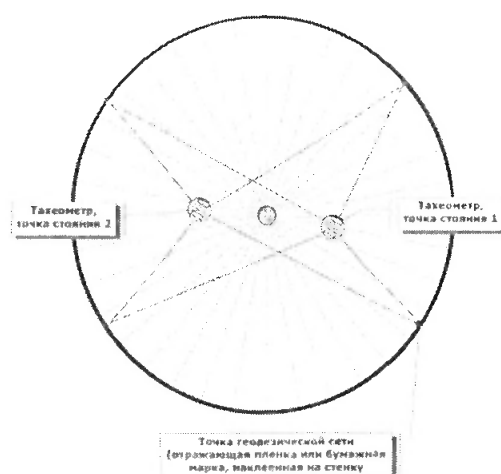 Тахеометр,
точка стояния 2
Тахеометр,
точка стояния 1
Точка геодезической сети
(отражающая пленка или бумажная
марка, наклеенная на стенку